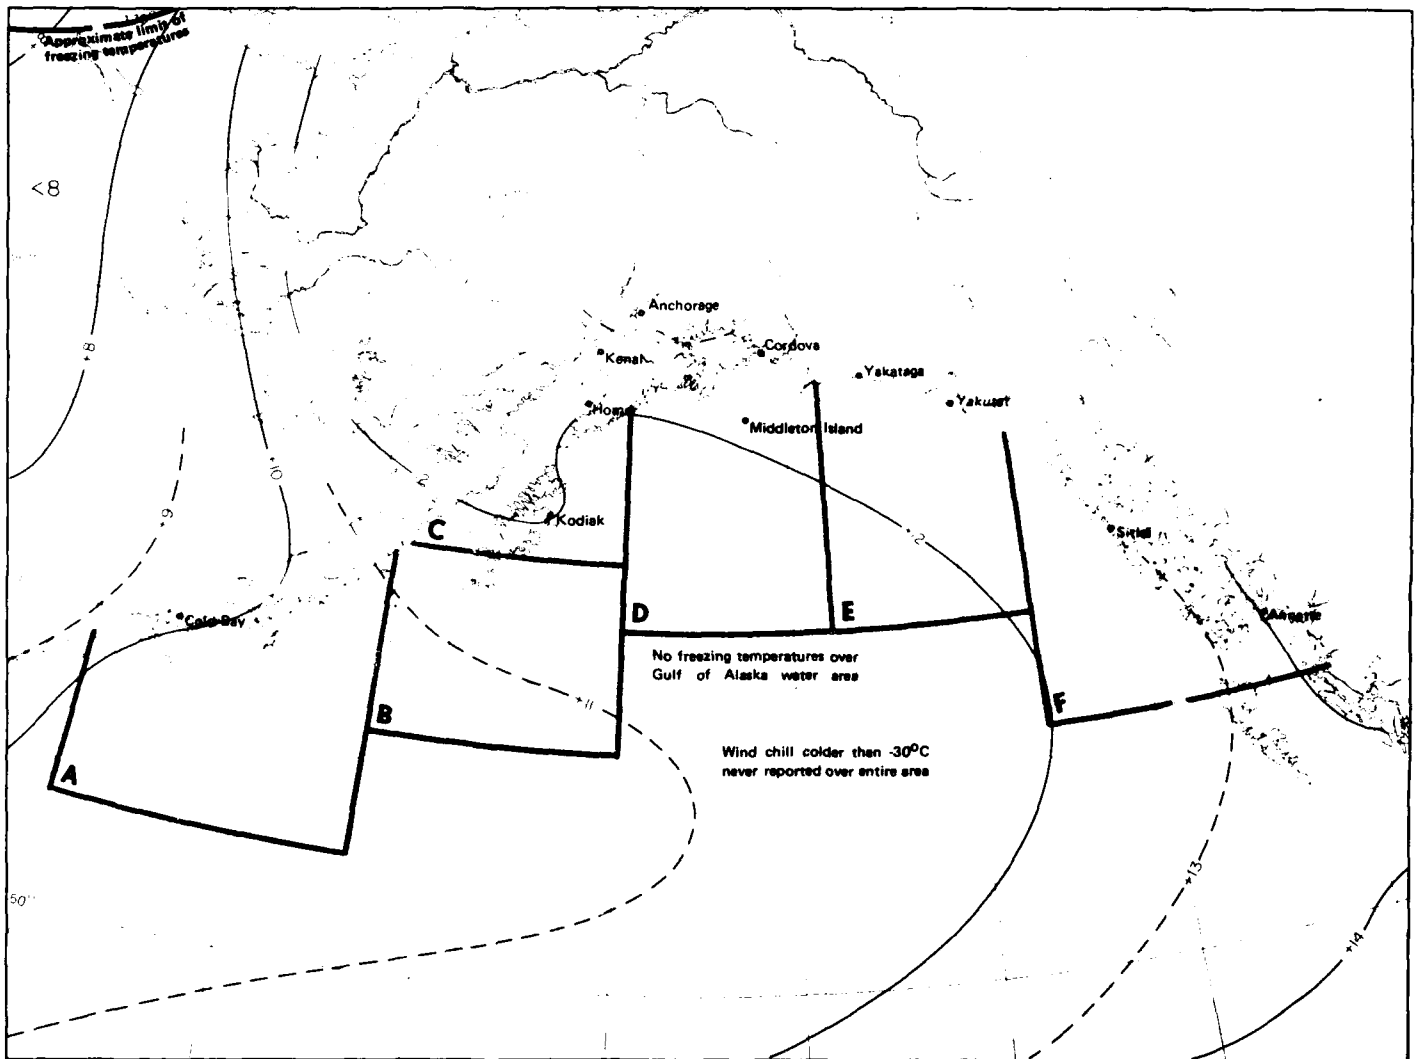 Approximate limit of
freezing temperatures
<8
+8
+9
+10
Anchorage
Kenai
Cordova
Yakataga
Homer
Yakutat
Middleton Island
2
+2
C
Kodiak
Sitka
Cold Bay
D
E
Annette
No freezing temperatures over
Gulf of Alaska water area
+11
B
F
Wind chill colder than -30°C
never reported over entire area
A
50°
+13
+14